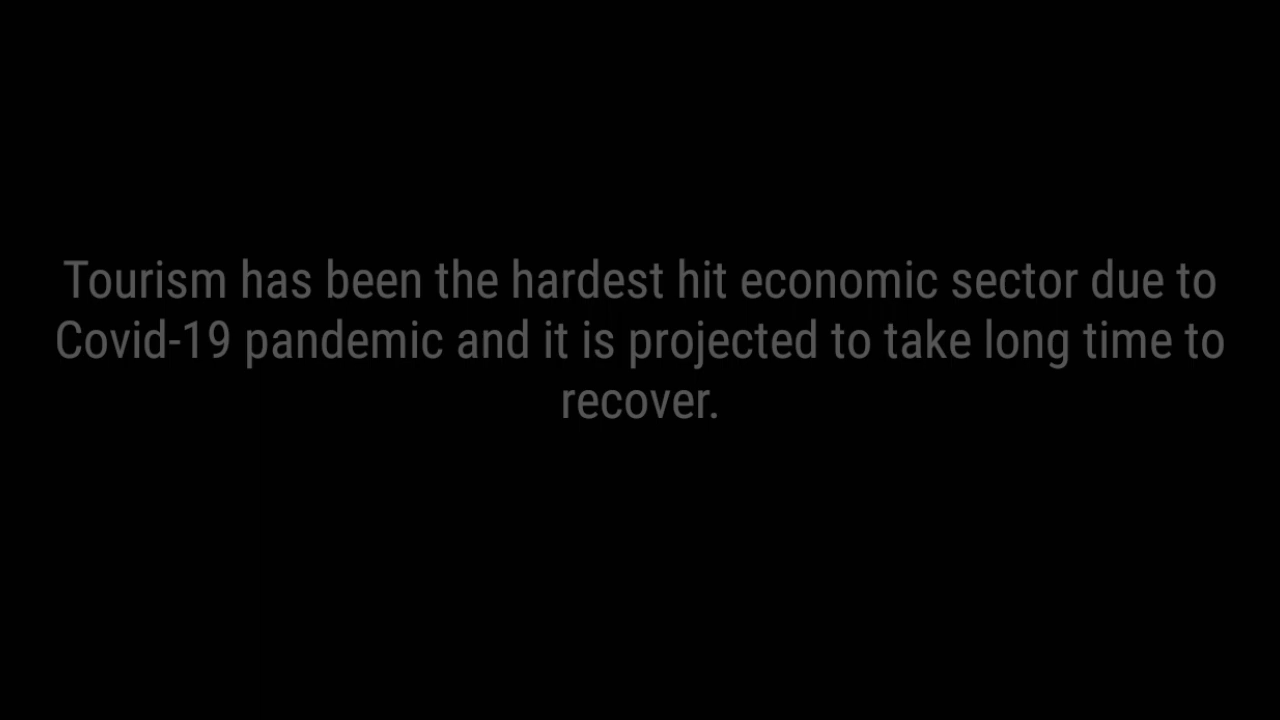 Tourism has been the hardest hit economic sector due to
Covid-19 pandemic and it is projected to take long time to
recover.